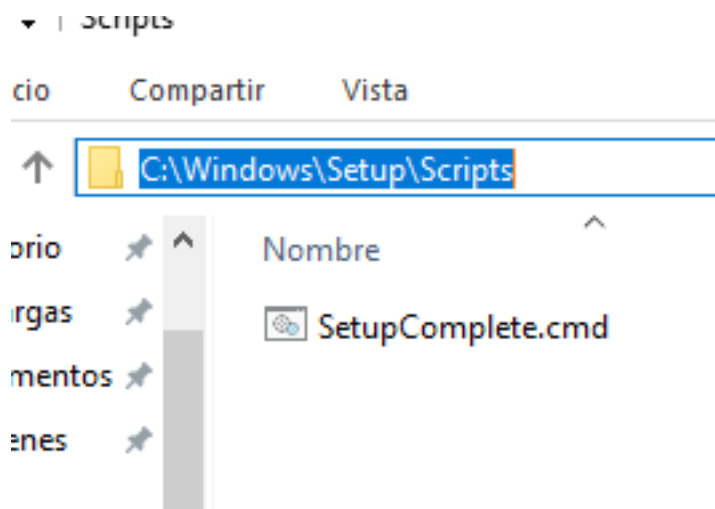 Scripts
cio Compartir Vista
C:\Windows\Setup\Scripts
orio
Nombre
rgas
SetupComplete.cmd
mentos
enes